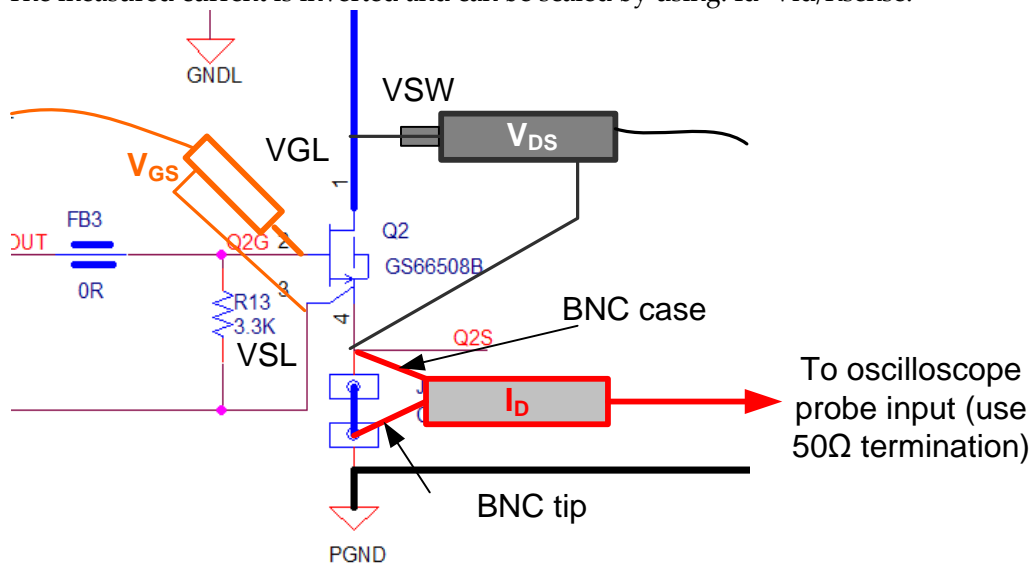 The measured current is inverted and can be scaled by using: Id=Vid/Rsense.
GNDL
VSW
VDS
VGL
VGS
1
FB3
OUT
Q2G
2
Q2
GS66508B
0R
3
R13
3.3K
4
BNC case
VSL
Q2S
J
C
ID
To oscilloscope
probe input (use
50Ω termination)
BNC tip
PGND